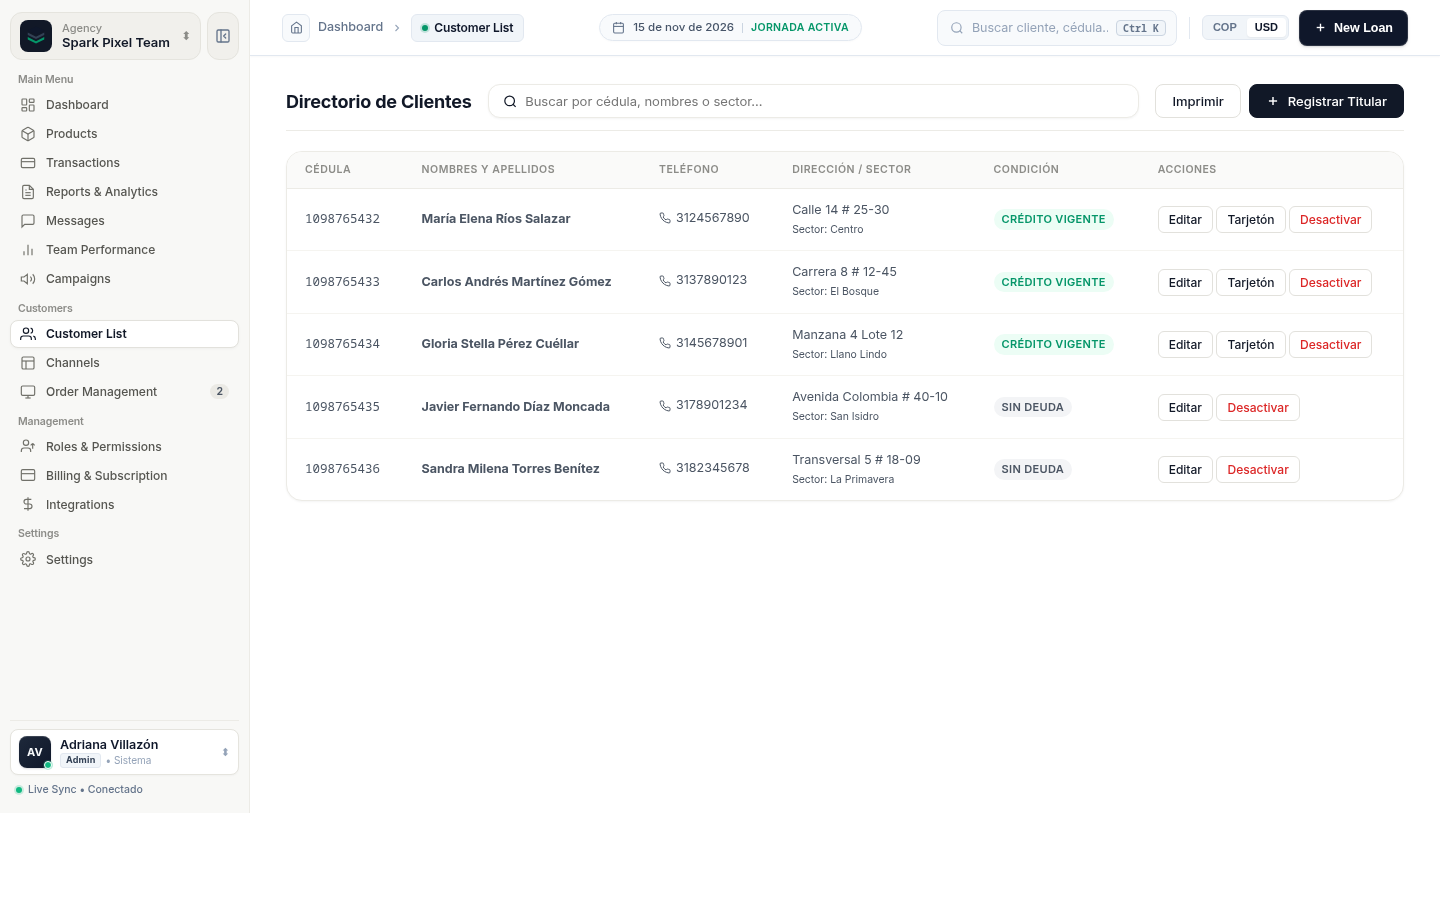 Agency
Spark Pixel Team
Main Menu
Dashboard
Products
Transactions
Reports & Analytics
Messages
Team Performance
Campaigns
Customers
Customer List
Channels
Order Management 2
Management
Roles & Permissions
Billing & Subscription
Integrations
Settings
Settings
AV
Adriana Villazón
Admin • Sistema
Live Sync • Conectado
Dashboard › Customer List
15 de nov de 2026 | JORNADA ACTIVA
Buscar cliente, cédula.. Ctrl K
COP USD
+ New Loan
Directorio de Clientes
Buscar por cédula, nombres o sector...
Imprimir
+ Registrar Titular
CÉDULA NOMBRES Y APELLIDOS TELÉFONO DIRECCIÓN / SECTOR CONDICIÓN ACCIONES
1098765432 María Elena Ríos Salazar 3124567890 Calle 14 # 25-30 CRÉDITO VIGENTE Editar Tarjetón Desactivar
Sector: Centro
1098765433 Carlos Andrés Martínez Gómez 3137890123 Carrera 8 # 12-45 CRÉDITO VIGENTE Editar Tarjetón Desactivar
Sector: El Bosque
1098765434 Gloria Stella Pérez Cuéllar 3145678901 Manzana 4 Lote 12 CRÉDITO VIGENTE Editar Tarjetón Desactivar
Sector: Llano Lindo
1098765435 Javier Fernando Díaz Moncada 3178901234 Avenida Colombia # 40-10 SIN DEUDA Editar Desactivar
Sector: San Isidro
1098765436 Sandra Milena Torres Benítez 3182345678 Transversal 5 # 18-09 SIN DEUDA Editar Desactivar
Sector: La Primavera